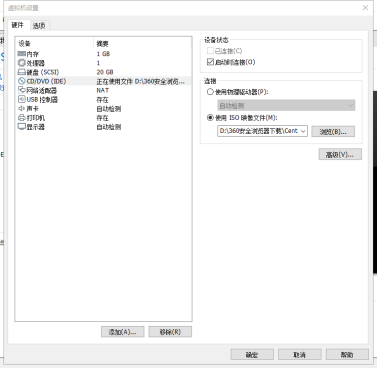 虚拟机设置
硬件 选项
设备 摘要
内存 1 GB
处理器 1
硬盘 (SCSI) 20 GB
CD/DVD (IDE) 正在使用文件 D:\360安全浏览...
网络适配器 NAT
USB 控制器 存在
声卡 自动检测
打印机 存在
显示器 自动检测
添加(A)... 移除(R)
设备状态
已连接(C)
启动时连接(O)
连接
使用物理驱动器(P):
自动检测
使用 ISO 映像文件(M):
D:\360安全浏览器下载\Cent
浏览(B)...
高级(V)...
确定 取消 帮助